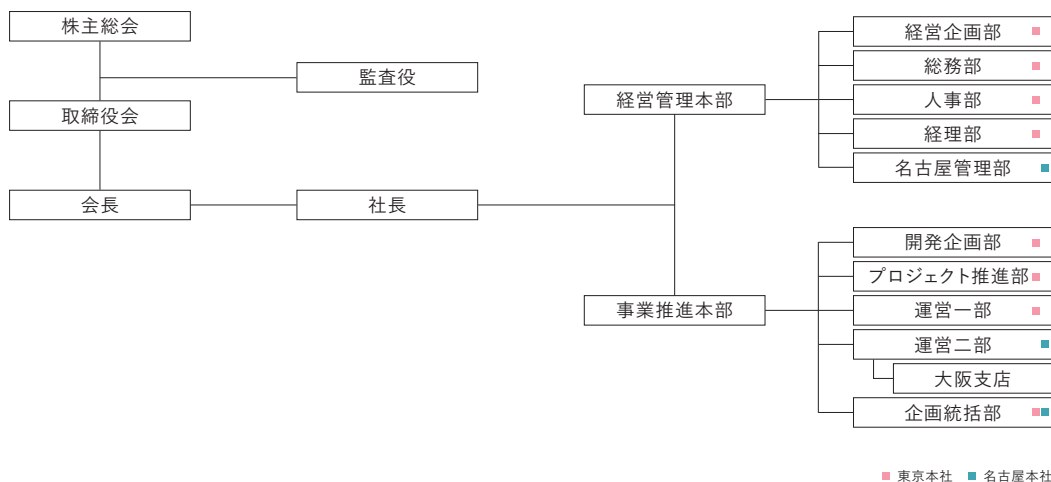 株主総会
監査役
取締役会
会長
社長
経営管理本部
経営企画部
総務部
人事部
経理部
名古屋管理部
事業推進本部
開発企画部
プロジェクト推進部
運営一部
運営二部
大阪支店
企画統括部
東京本社 名古屋本社